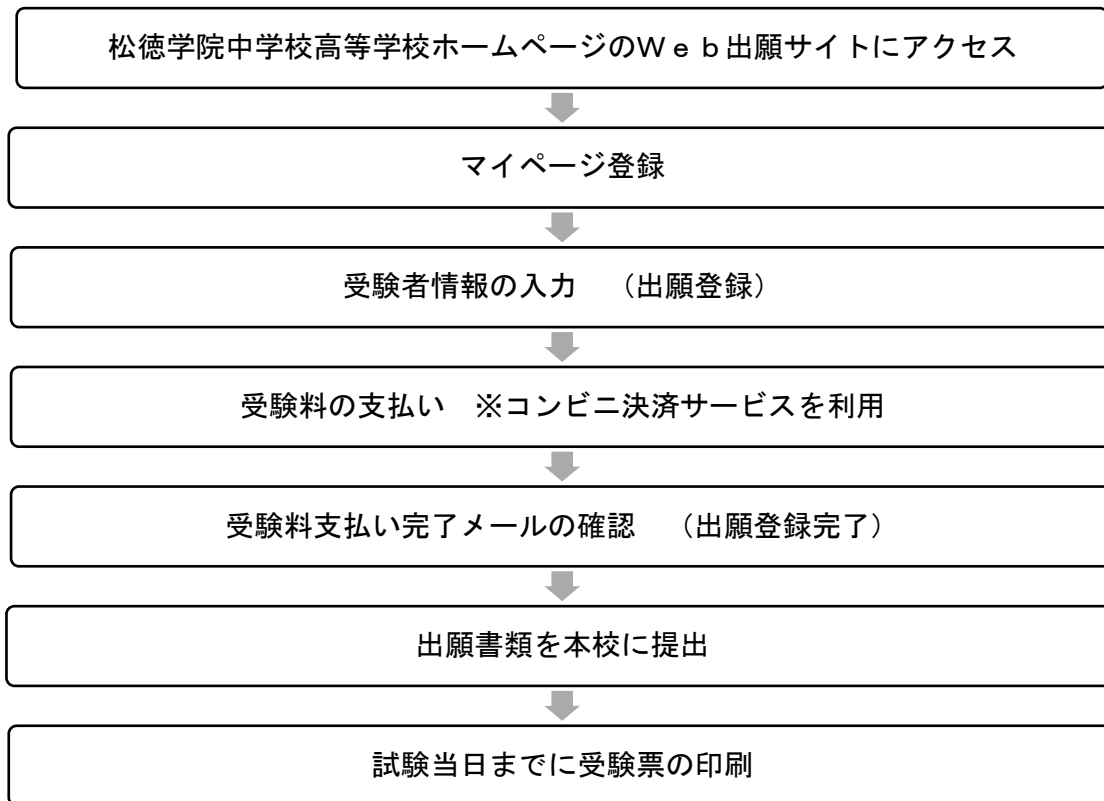 松徳学院中学校高等学校ホームページのＷｅｂ出願サイトにアクセス
マイページ登録
受験者情報の入力　（出願登録）
受験料の支払い　※コンビニ決済サービスを利用
受験料支払い完了メールの確認　（出願登録完了）
出願書類を本校に提出
試験当日までに受験票の印刷